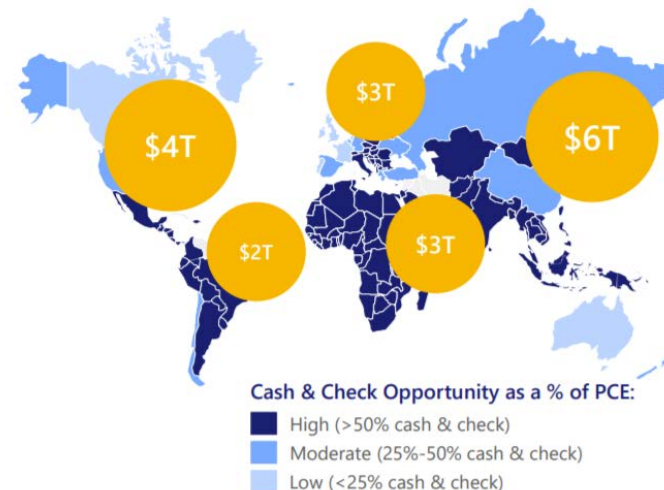 $3T
$4T
$6T
$2T
$3T
Cash & Check Opportunity as a % of PCE:
High (>50% cash & check)
Moderate (25%-50% cash & check)
Low (<25% cash & check)